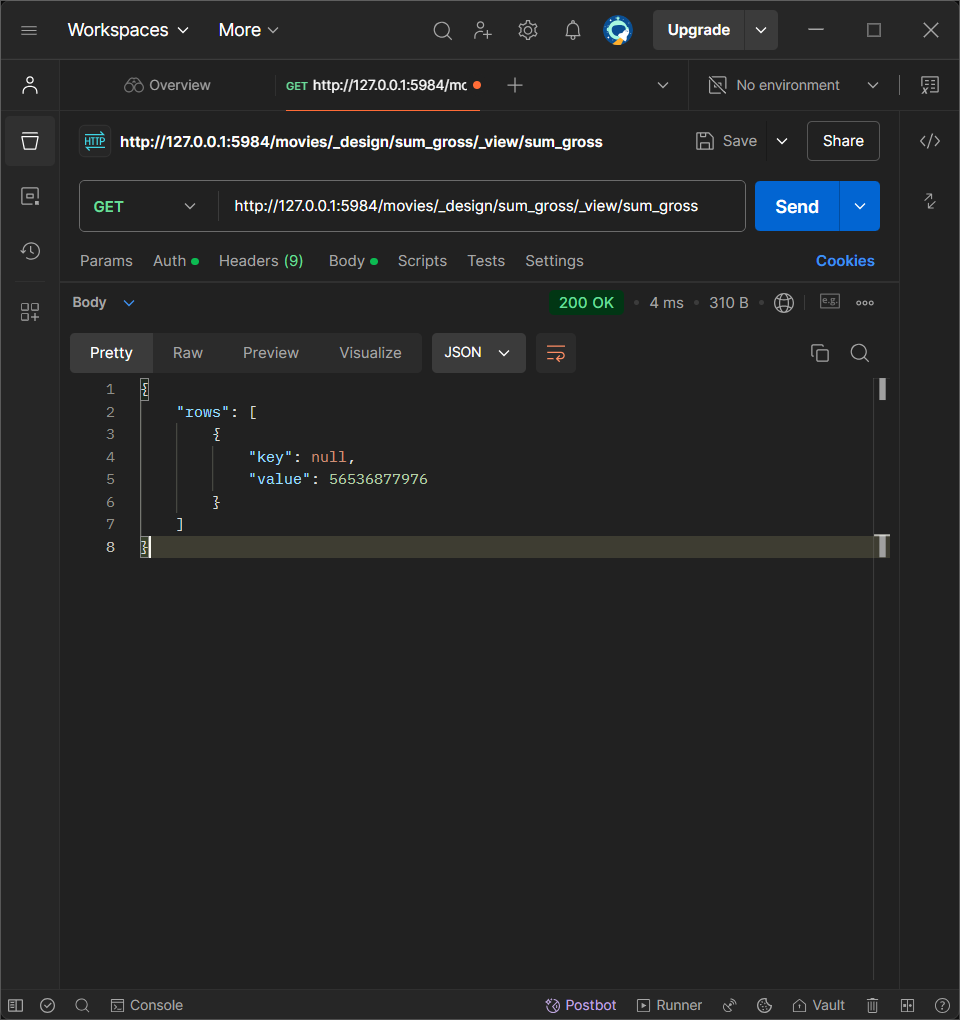 Workspaces More Upgrade
Overview GET http://127.0.0.1:5984/mo No environment
HTTP http://127.0.0.1:5984/movies/_design/sum_gross/_view/sum_gross Save Share
GET http://127.0.0.1:5984/movies/_design/sum_gross/_view/sum_gross Send
Params Auth Headers (9) Body Scripts Tests Settings Cookies
Body 200 OK 4 ms 310 B e.g.
Pretty Raw Preview Visualize JSON
1 {
2 "rows": [
3 {
4 "key": null,
5 "value": 56536877976
6 }
7 ]
8 }
Console Postbot Runner Vault